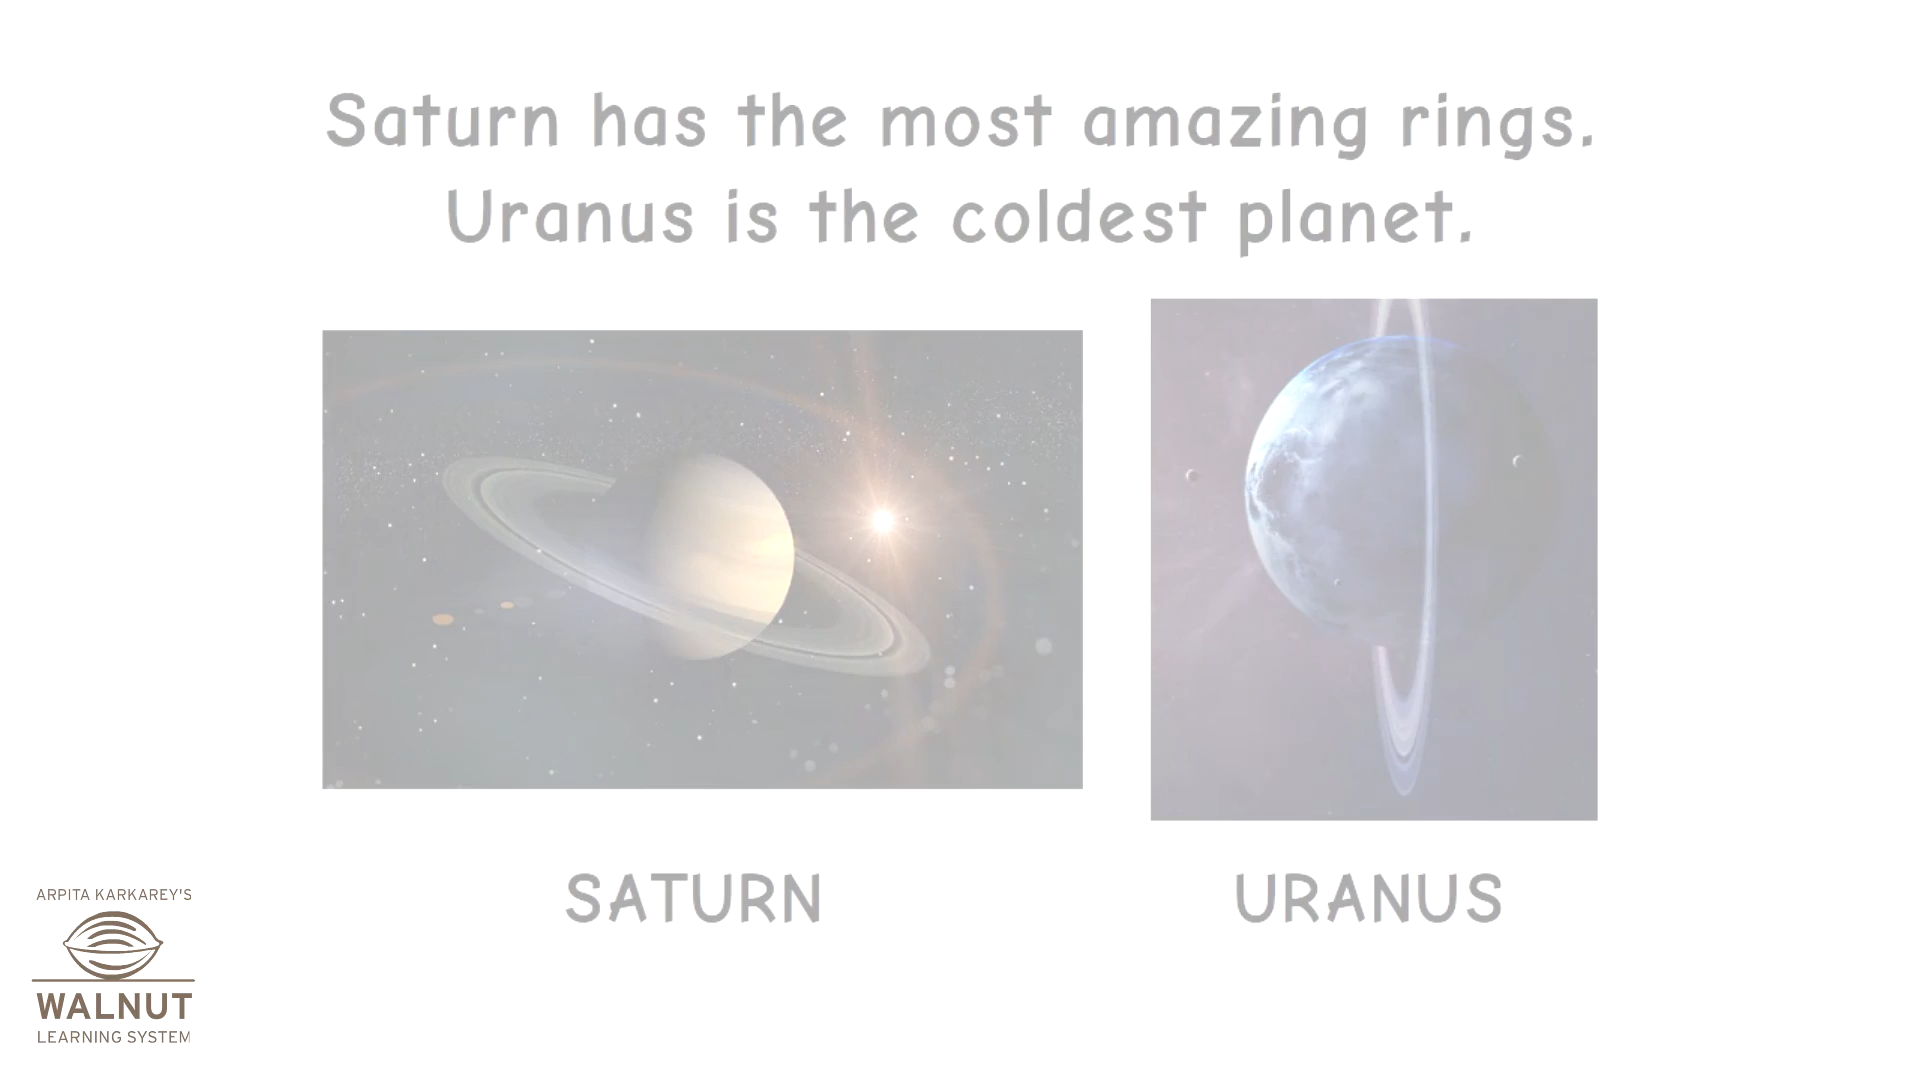 Saturn has the most amazing rings.
Uranus is the coldest planet.
SATURN
URANUS
ARPITA KARKAREY'S
WALNUT
LEARNING SYSTEM